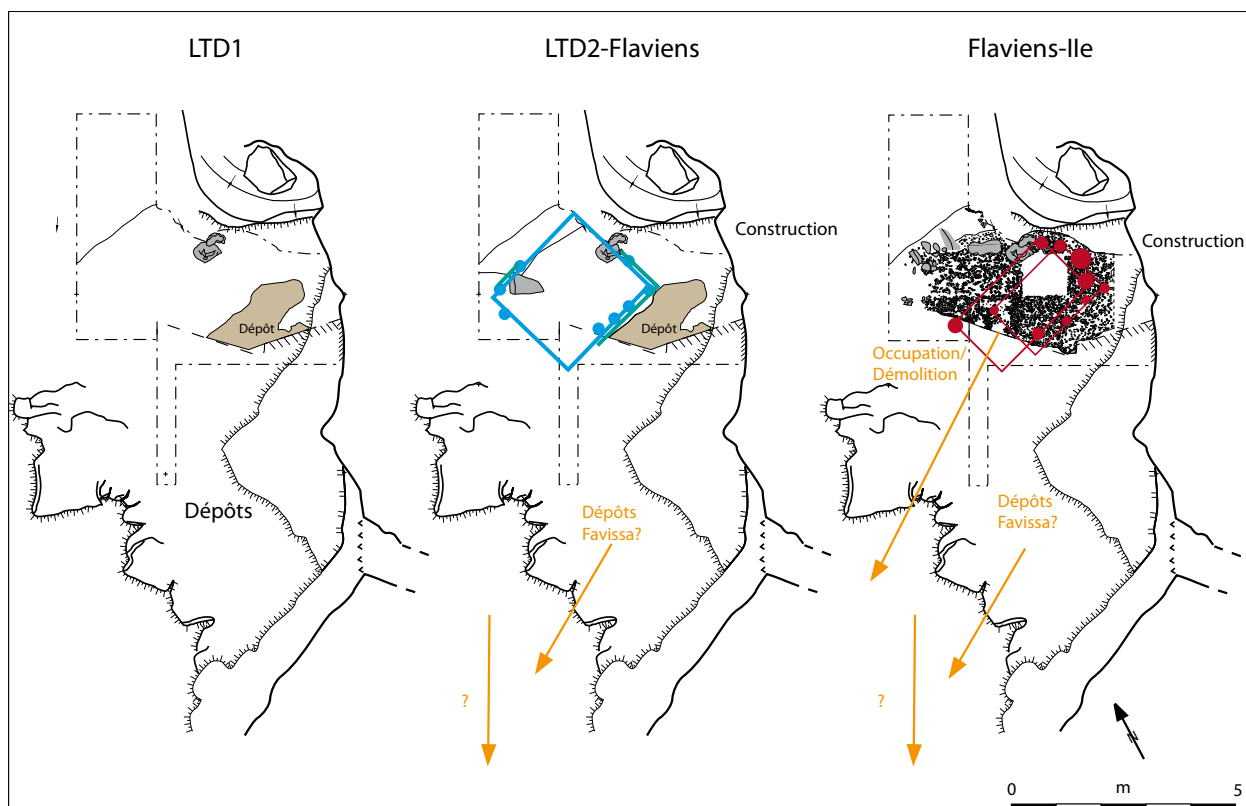 LTD1
LTD2-Flaviens
Flaviens-IIe
Construction
Construction
Dépôt
Dépôt
Occupation/
Démolition
Dépôts
Dépôts
Favissa?
Dépôts
Favissa?
?
?
N
0 m 5